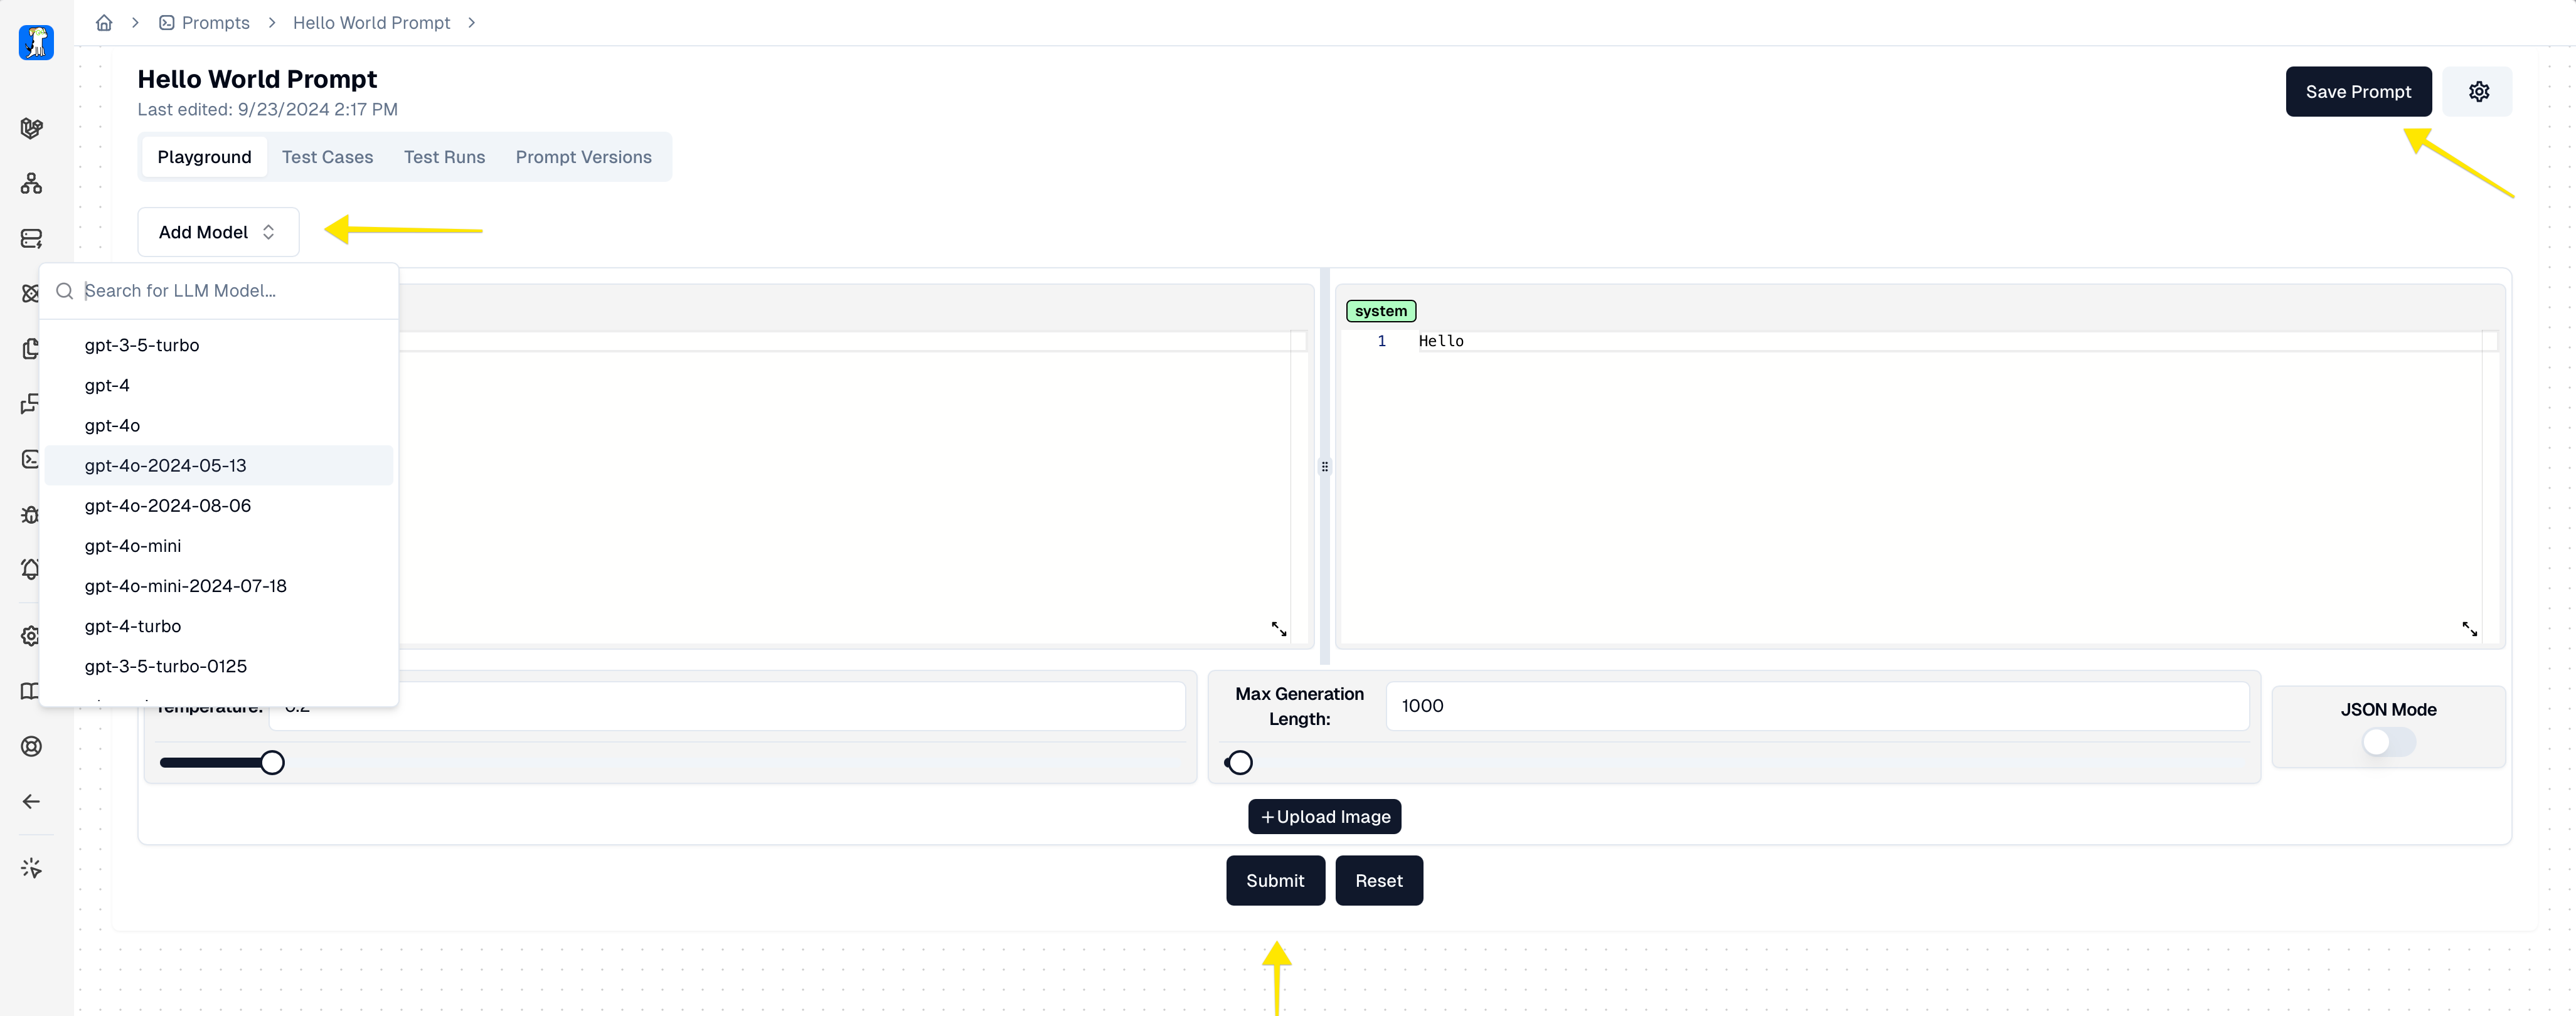 Prompts
Hello World Prompt
Hello World Prompt
Last edited: 9/23/2024 2:17 PM
Save Prompt
Playground
Test Cases
Test Runs
Prompt Versions
Add Model
Search for LLM Model...
gpt-3-5-turbo
gpt-4
gpt-4o
gpt-4o-2024-05-13
gpt-4o-2024-08-06
gpt-4o-mini
gpt-4o-mini-2024-07-18
gpt-4-turbo
gpt-3-5-turbo-0125
system
1 Hello
Temperature: 0.2
Max Generation
Length:
1000
JSON Mode
+Upload Image
Submit
Reset